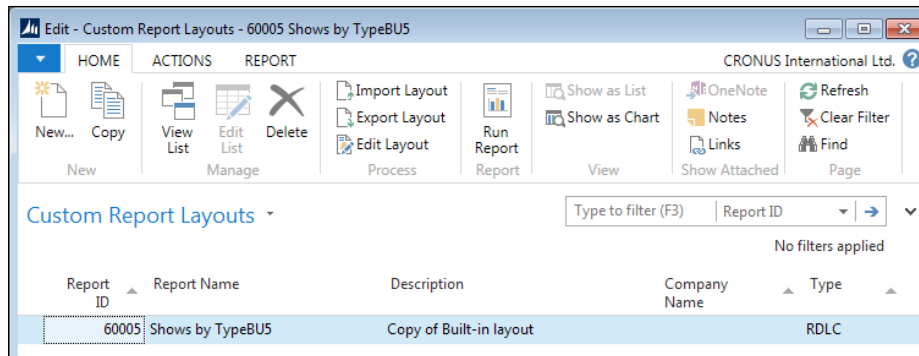 Edit - Custom Report Layouts - 60005 Shows by TypeBU5
HOME ACTIONS REPORT CRONUS International Ltd.
Import Layout Show as List OneNote Refresh
New... Copy View List Edit List Delete Export Layout Run Report Show as Chart Notes Clear Filter
Edit Layout Links Find
New Manage Process Report View Show Attached Page
Custom Report Layouts Type to filter (F3) Report ID
No filters applied
Report ID Report Name Description Company Name Type
60005 Shows by TypeBU5 Copy of Built-in layout RDLC